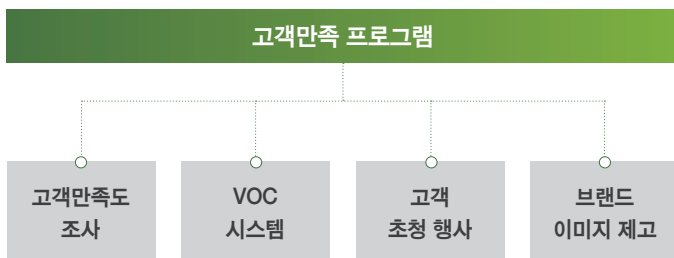 고객만족 프로그램
고객만족도
조사
VOC
시스템
고객
초청 행사
브랜드
이미지 제고